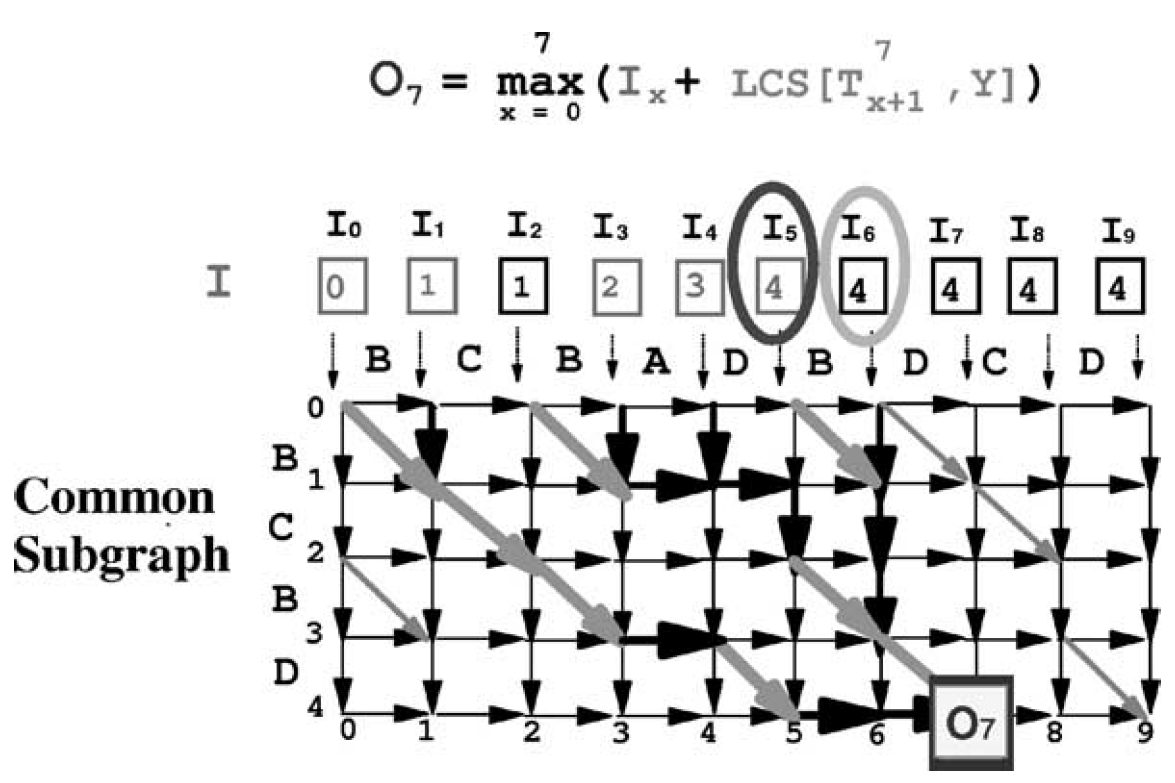 7
O7 = max (Ix + LCS[T 7 x+1 , Y])
x = 0
I0 I1 I2 I3 I4 I5 I6 I7 I8 I9
I 0 1 1 2 3 4 4 4 4 4
B C B A D B D C D
0
B
1
Common
Subgraph
C
2
B
3
D
4
O7
0 1 2 3 4 5 6 8 9